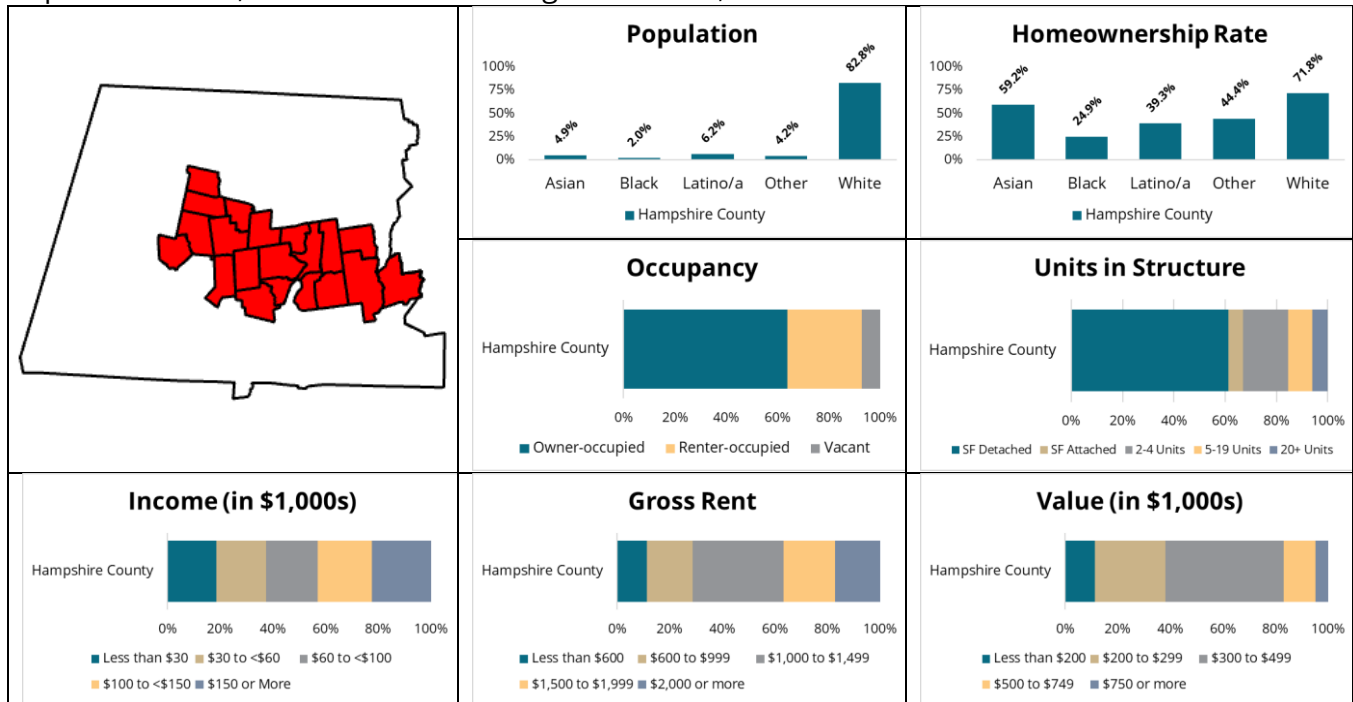 Population
100%
75%
50%
25%
0%
4.9%
2.0%
6.2%
4.2%
82.8%
Asian Black Latino/a Other White
Hampshire County
Homeownership Rate
100%
75%
50%
25%
0%
59.2%
24.9%
39.3%
44.4%
71.8%
Asian Black Latino/a Other White
Hampshire County
Occupancy
Hampshire County
0% 20% 40% 60% 80% 100%
Owner-occupied Renter-occupied Vacant
Units in Structure
Hampshire County
0% 20% 40% 60% 80% 100%
SF Detached SF Attached 2-4 Units 5-19 Units 20+ Units
Income (in $1,000s)
Hampshire County
0% 20% 40% 60% 80% 100%
Less than $30 $30 to <$60 $60 to <$100
$100 to <$150 $150 or More
Gross Rent
Hampshire County
0% 20% 40% 60% 80% 100%
Less than $600 $600 to $999 $1,000 to $1,499
$1,500 to $1,999 $2,000 or more
Value (in $1,000s)
Hampshire County
0% 20% 40% 60% 80% 100%
Less than $200 $200 to $299 $300 to $499
$500 to $749 $750 or more